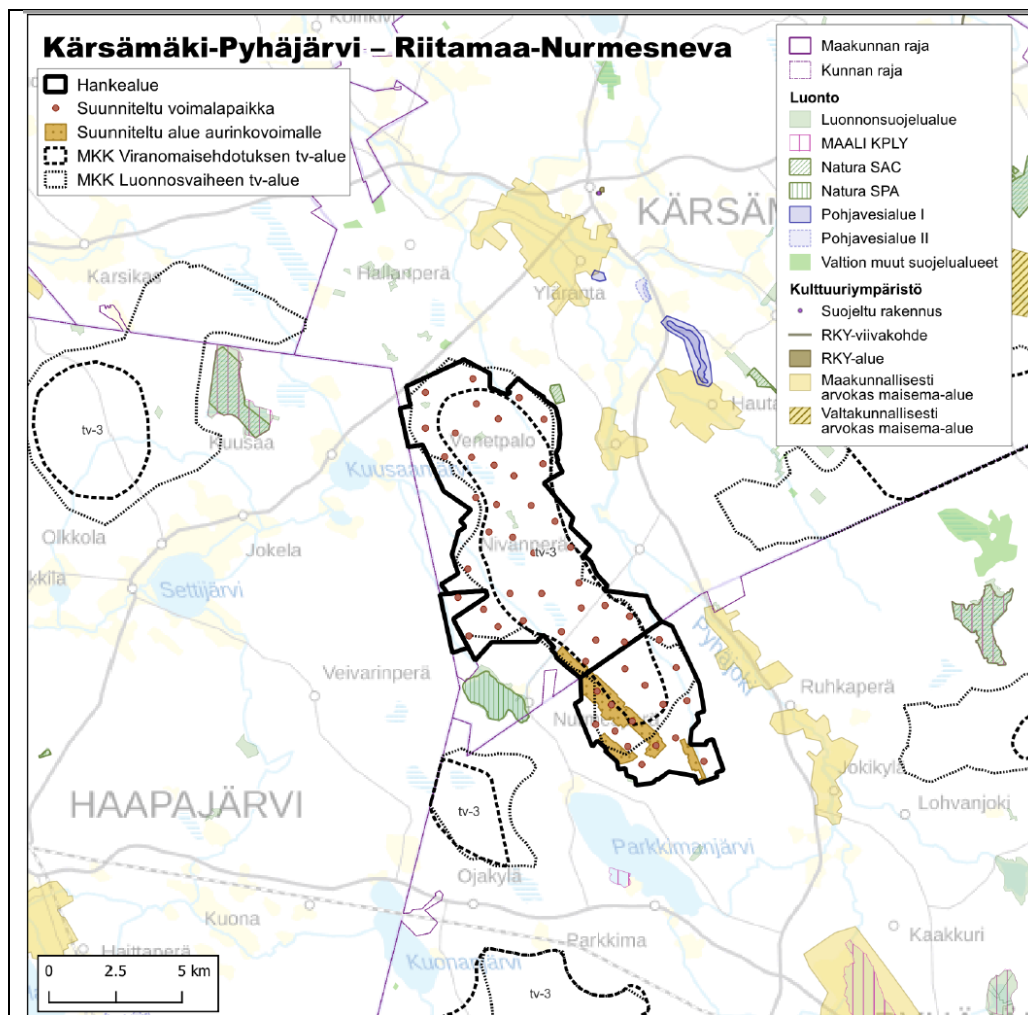 Kärsämäki-Pyhäjärvi – Riitamaa-Nurmesneva
Hankealue
Suunniteltu voimalapaikka
Suunniteltu alue aurinkovoimalle
MKK Viranomaisehdotuksen tv-alue
MKK Luonnosvaiheen tv-alue
Maakunnan raja
Kunnan raja
Luonto
Luonnonsuojelualue
MAALI KPLY
Natura SAC
Natura SPA
Pohjavesialue I
Pohjavesialue II
Valtion muut suojelualueet
Kulttuuriympäristö
Suojeltu rakennus
RKY-viivakohde
RKY-alue
Maakunnallisesti
arvokas maisema-alue
Valtakunnallisesti
arvokas maisema-alue
KÄRSÄM
Karsikas
Hallanperä
Yläranta
Hauta
tv-3
Kuusaa
Venetpalo
Kuusaanjärvi
Olkkola
Jokela
Nivanperä
tv-3
kkila
Settijärvi
Pyhäjoki
Veivarinperä
Ruhkaperä
Jokikylä
HAAPAJÄRVI
tv-3
Lohvanjoki
Parkkimanjärvi
Ojakylä
Kuona
Parkkima
Kaakkuri
Haittaperä
Kuonanjärvi
tv-3
0 2.5 5 km